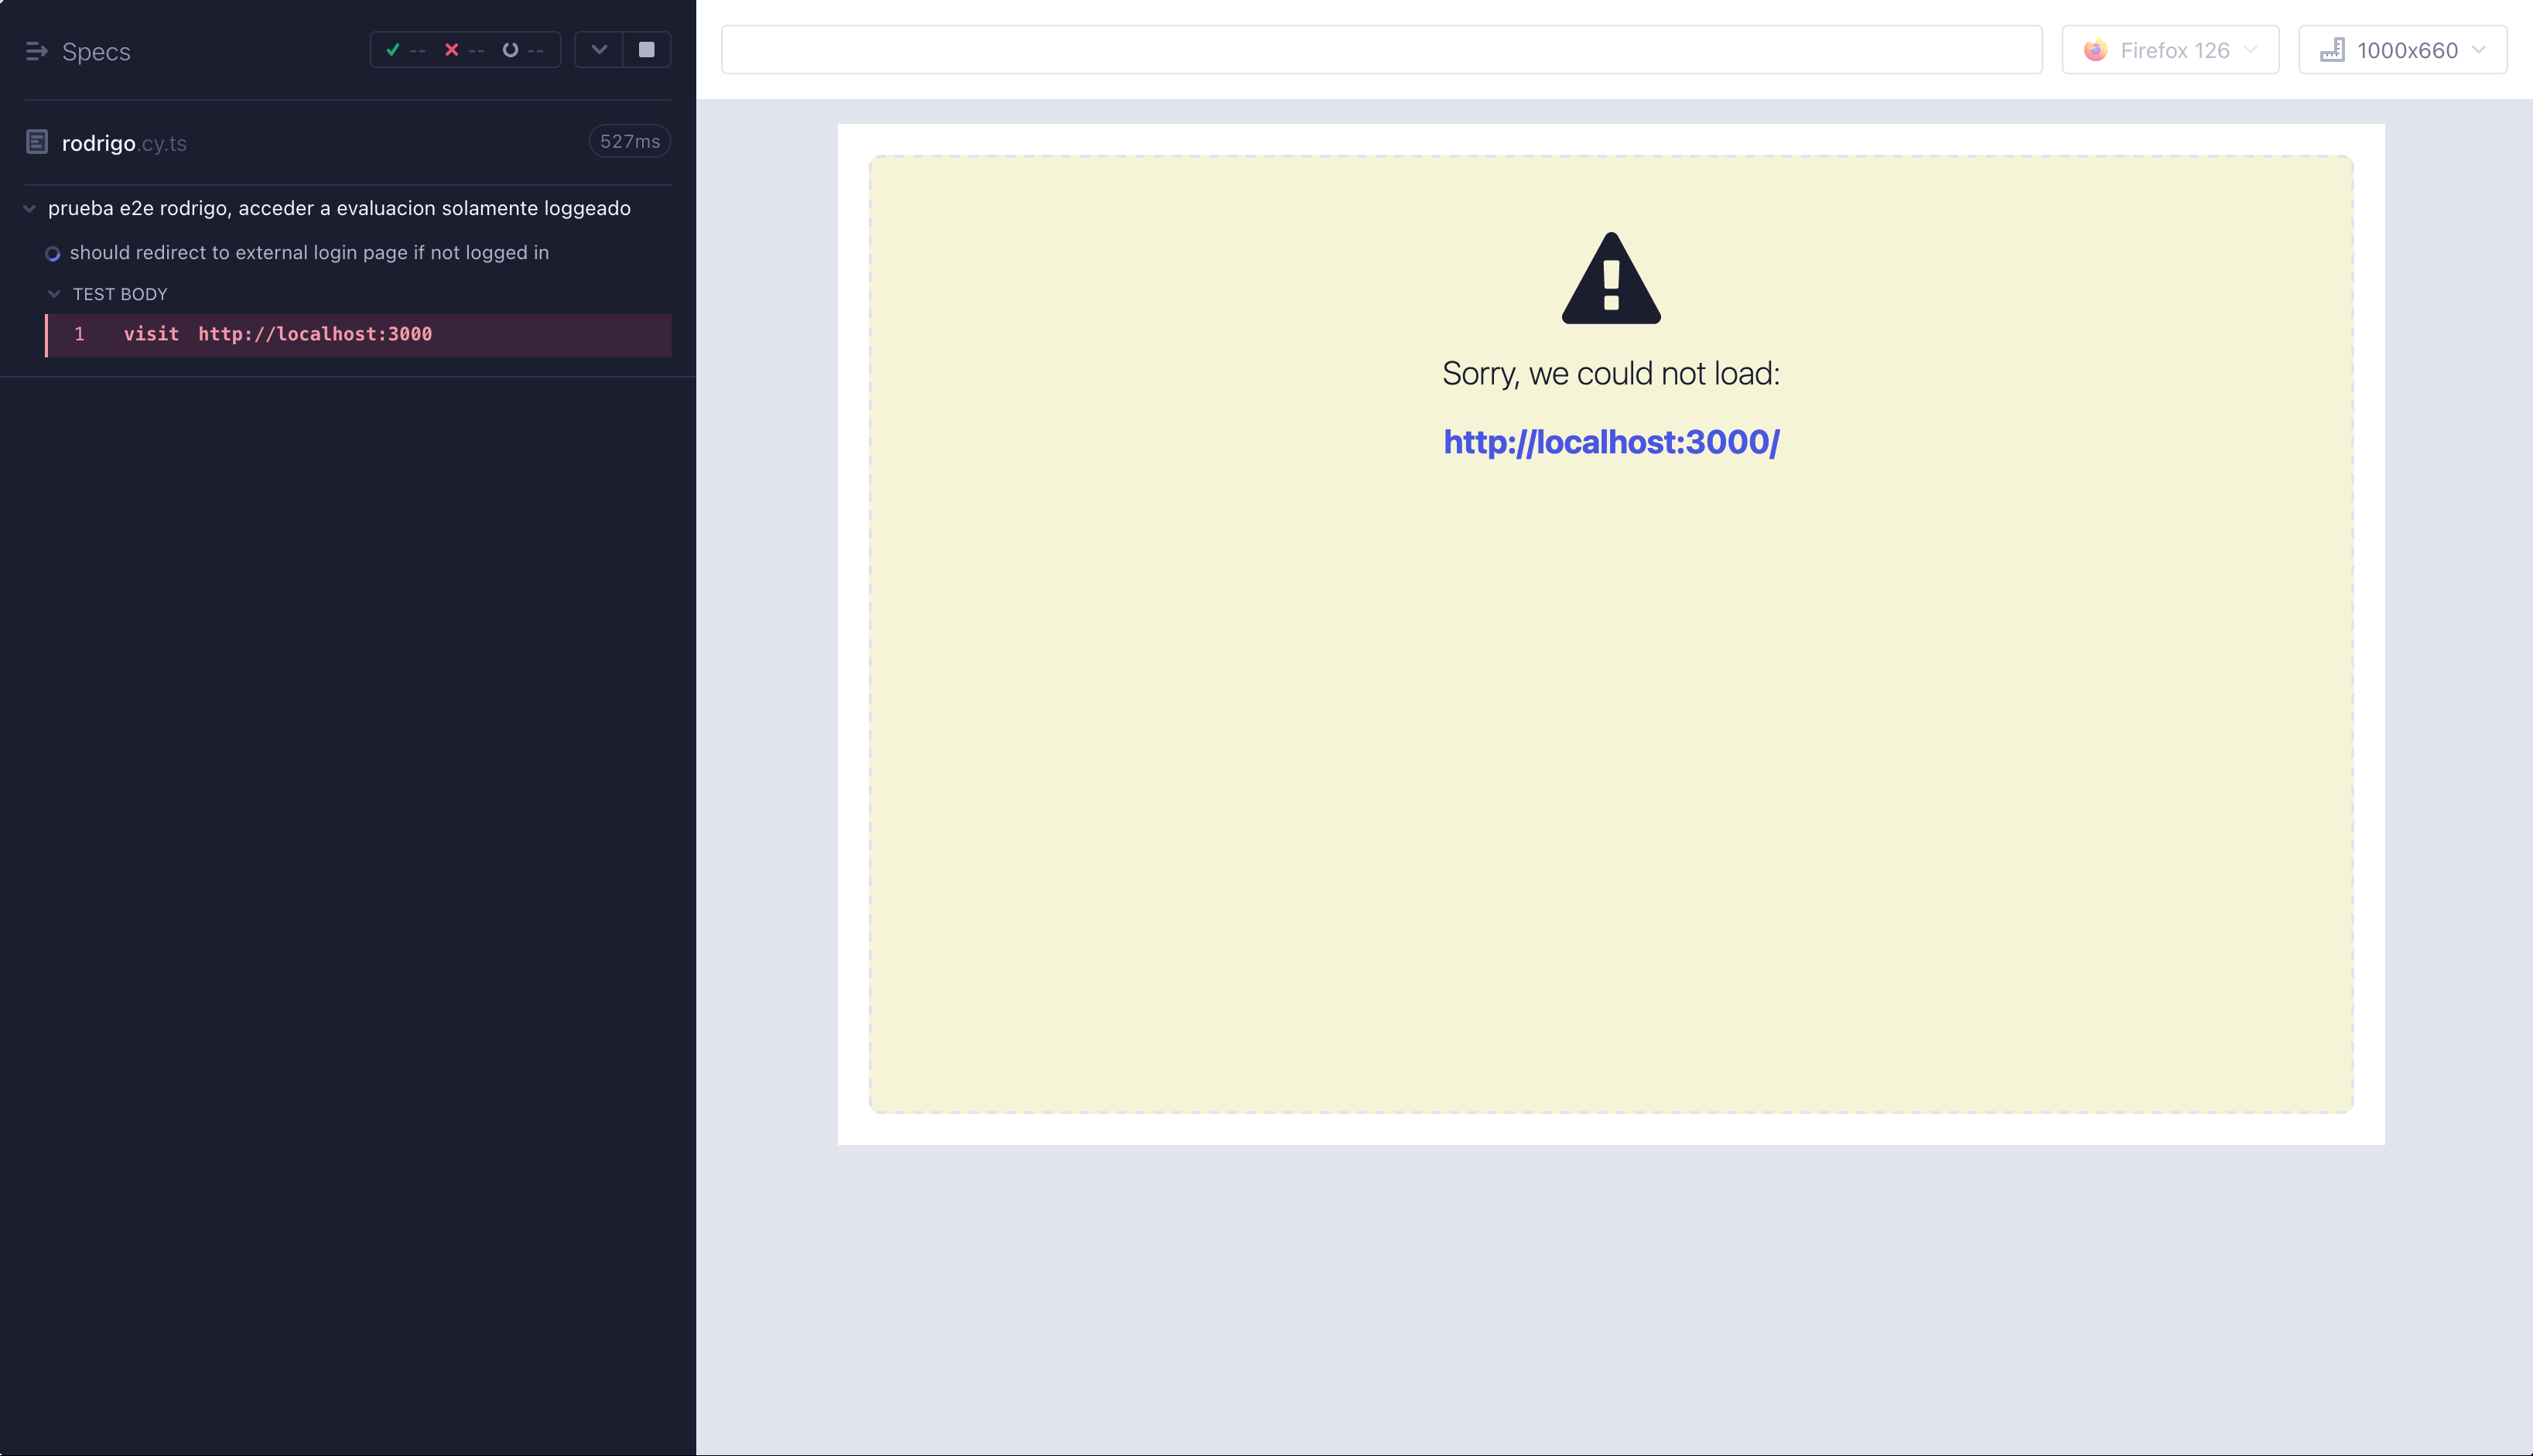 Specs
-- -- --
rodrigo.cy.ts
527ms
prueba e2e rodrigo, acceder a evaluacion solamente loggeado
should redirect to external login page if not logged in
TEST BODY
1 visit http://localhost:3000
Firefox 126
1000x660
Sorry, we could not load:
http://localhost:3000/